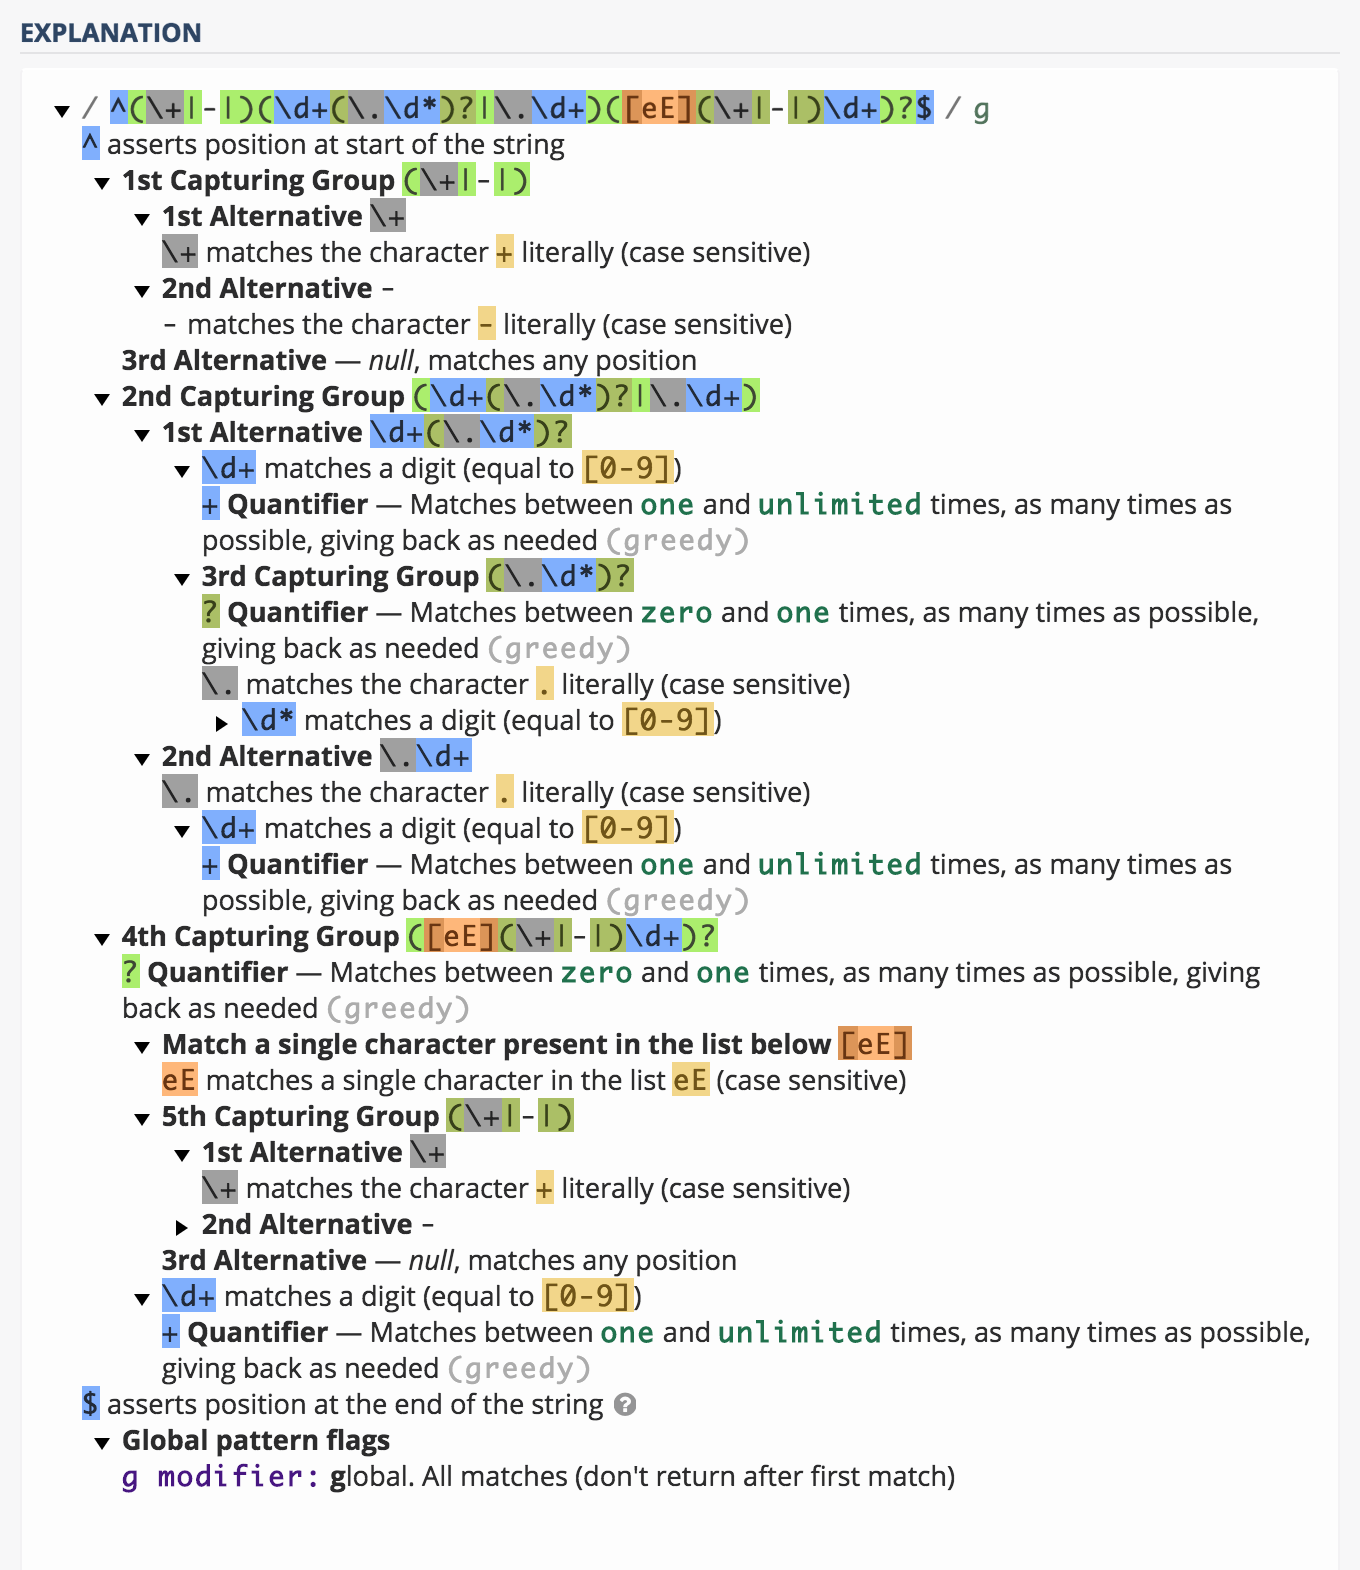 EXPLANATION
/ ^(\+|-|)(\d+(\.\d*)?|\.\d+)([eE](\+|-|)\d+)?$ / g
^ asserts position at start of the string
1st Capturing Group (\+|-|)
1st Alternative \+
\+ matches the character + literally (case sensitive)
2nd Alternative -
- matches the character - literally (case sensitive)
3rd Alternative — null, matches any position
2nd Capturing Group (\d+(\.\d*)?|\.\d+)
1st Alternative \d+(\.\d*)?
\d+ matches a digit (equal to [0-9])
+ Quantifier — Matches between one and unlimited times, as many times as
possible, giving back as needed (greedy)
3rd Capturing Group (\.\d*)?
? Quantifier — Matches between zero and one times, as many times as possible,
giving back as needed (greedy)
\. matches the character . literally (case sensitive)
\d* matches a digit (equal to [0-9])
2nd Alternative \.\d+
\. matches the character . literally (case sensitive)
\d+ matches a digit (equal to [0-9])
+ Quantifier — Matches between one and unlimited times, as many times as
possible, giving back as needed (greedy)
4th Capturing Group ([eE](\+|-|)\d+)?
? Quantifier — Matches between zero and one times, as many times as possible, giving
back as needed (greedy)
Match a single character present in the list below [eE]
eE matches a single character in the list eE (case sensitive)
5th Capturing Group (\+|-|)
1st Alternative \+
\+ matches the character + literally (case sensitive)
2nd Alternative -
3rd Alternative — null, matches any position
\d+ matches a digit (equal to [0-9])
+ Quantifier — Matches between one and unlimited times, as many times as possible,
giving back as needed (greedy)
$ asserts position at the end of the string ?
Global pattern flags
g modifier: global. All matches (don't return after first match)